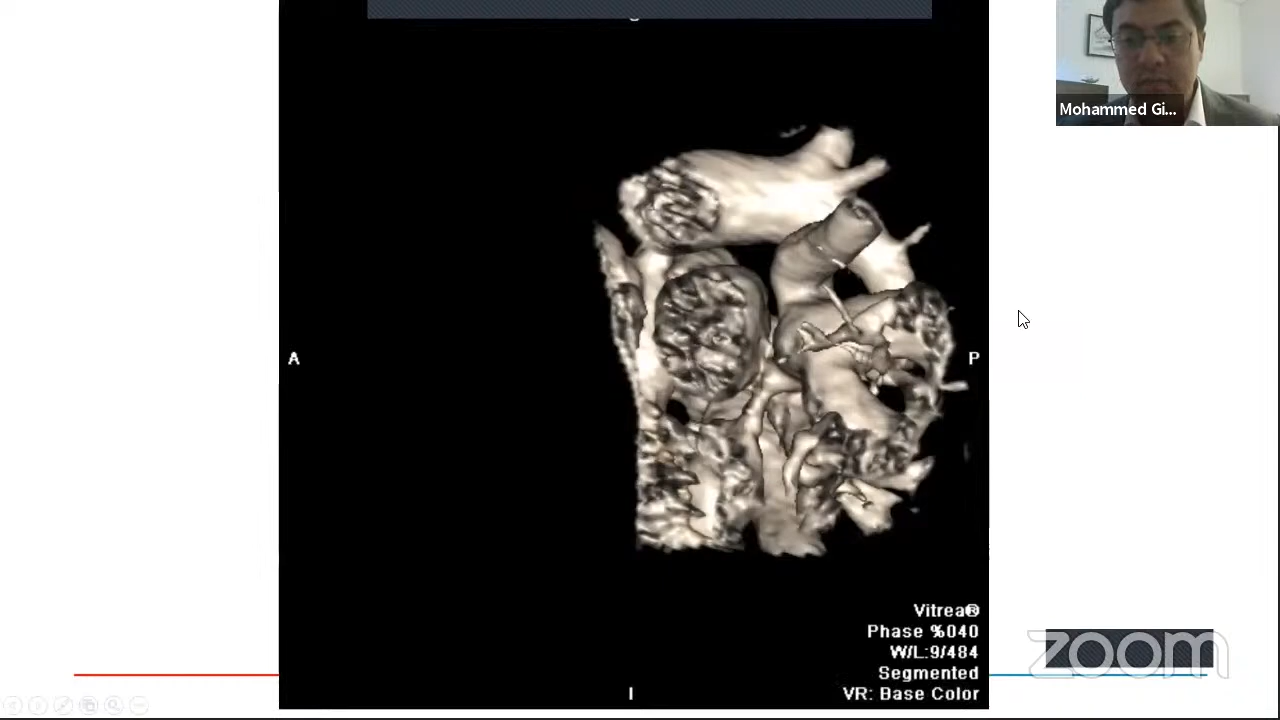 Mohammed Gi...
A
P
Vitrea®
Phase %040
W/L:9/484
Segmented
VR: Base Color
I
zoom